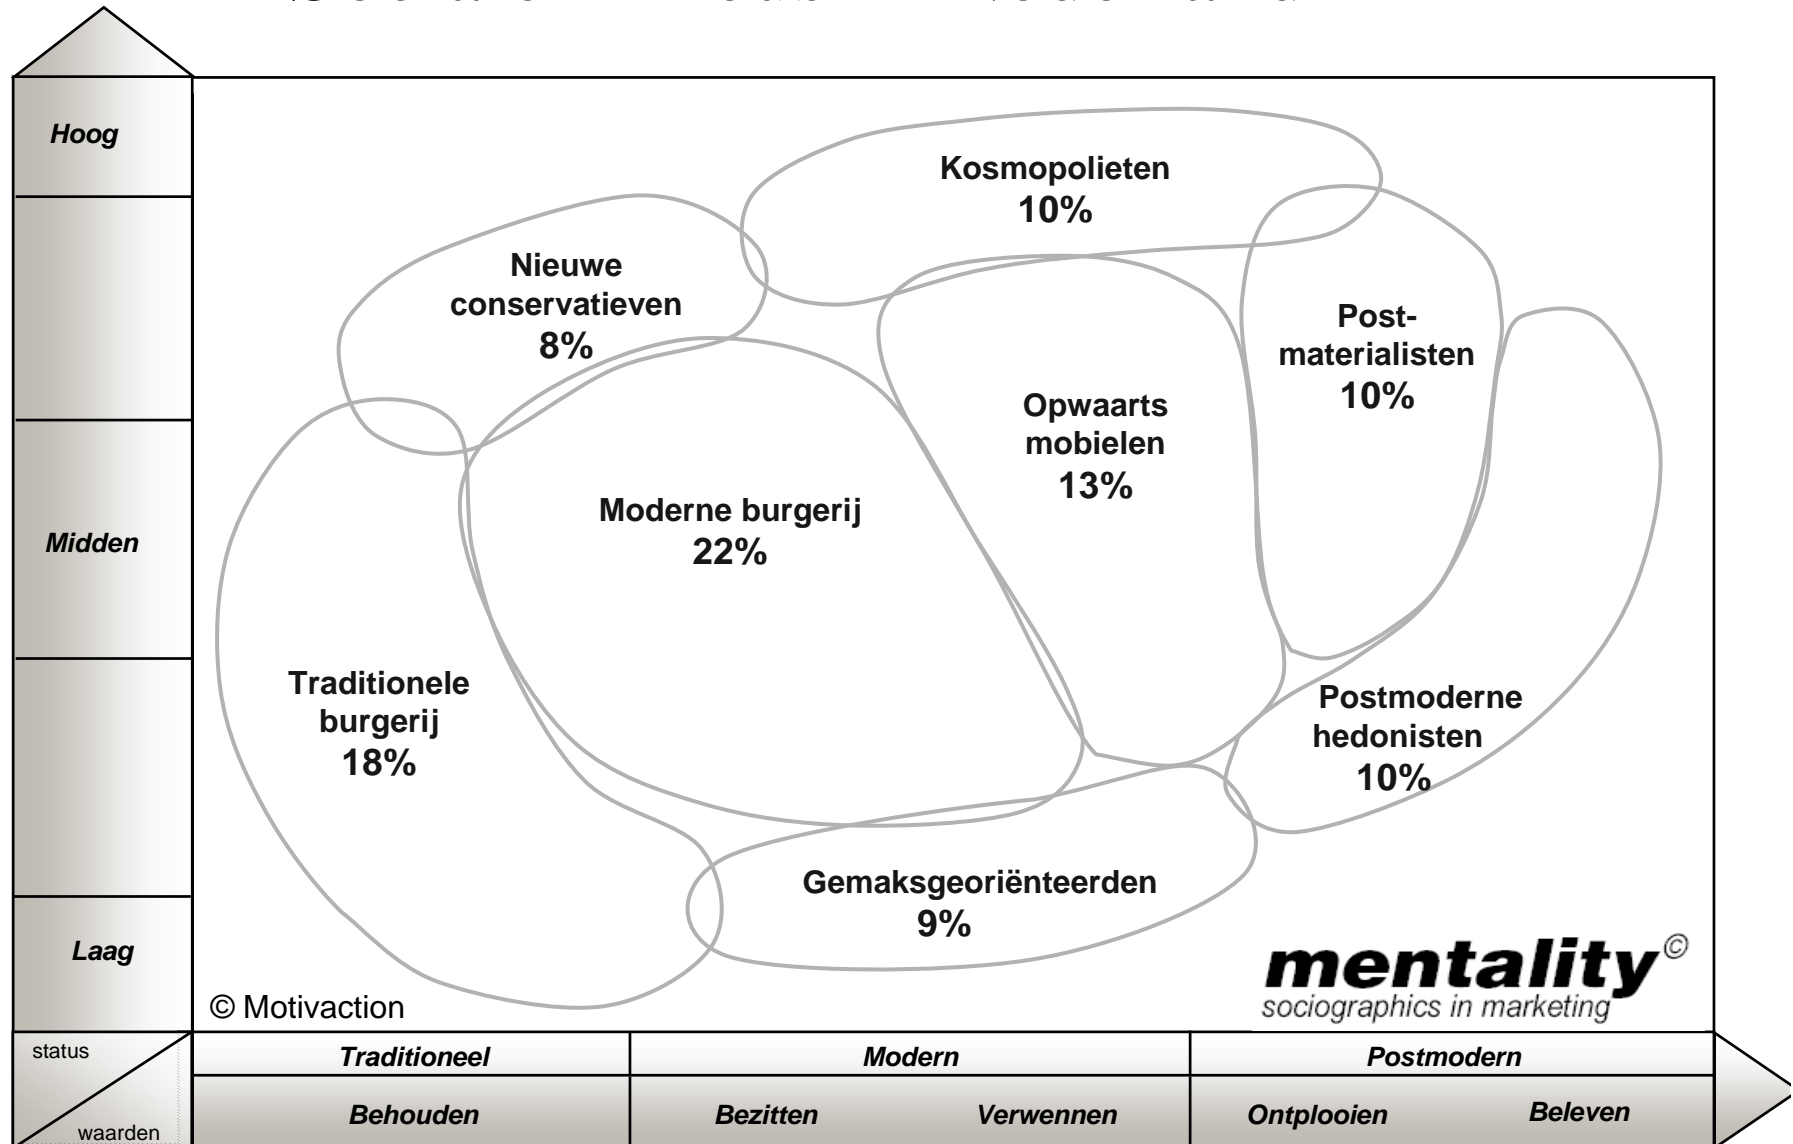 Hoog
Kosmopolieten
10%
Nieuwe
conservatieven
8%
Post-
materialisten
10%
Opwaarts
mobielen
13%
Moderne burgerij
22%
Midden
Traditionele
burgerij
18%
Postmoderne
hedonisten
10%
Gemaksgeoriënteerden
9%
Laag
mentality©
sociographics in marketing
© Motivaction
status
waarden
Traditioneel
Modern
Postmodern
Behouden
Bezitten
Verwennen
Ontplooien
Beleven